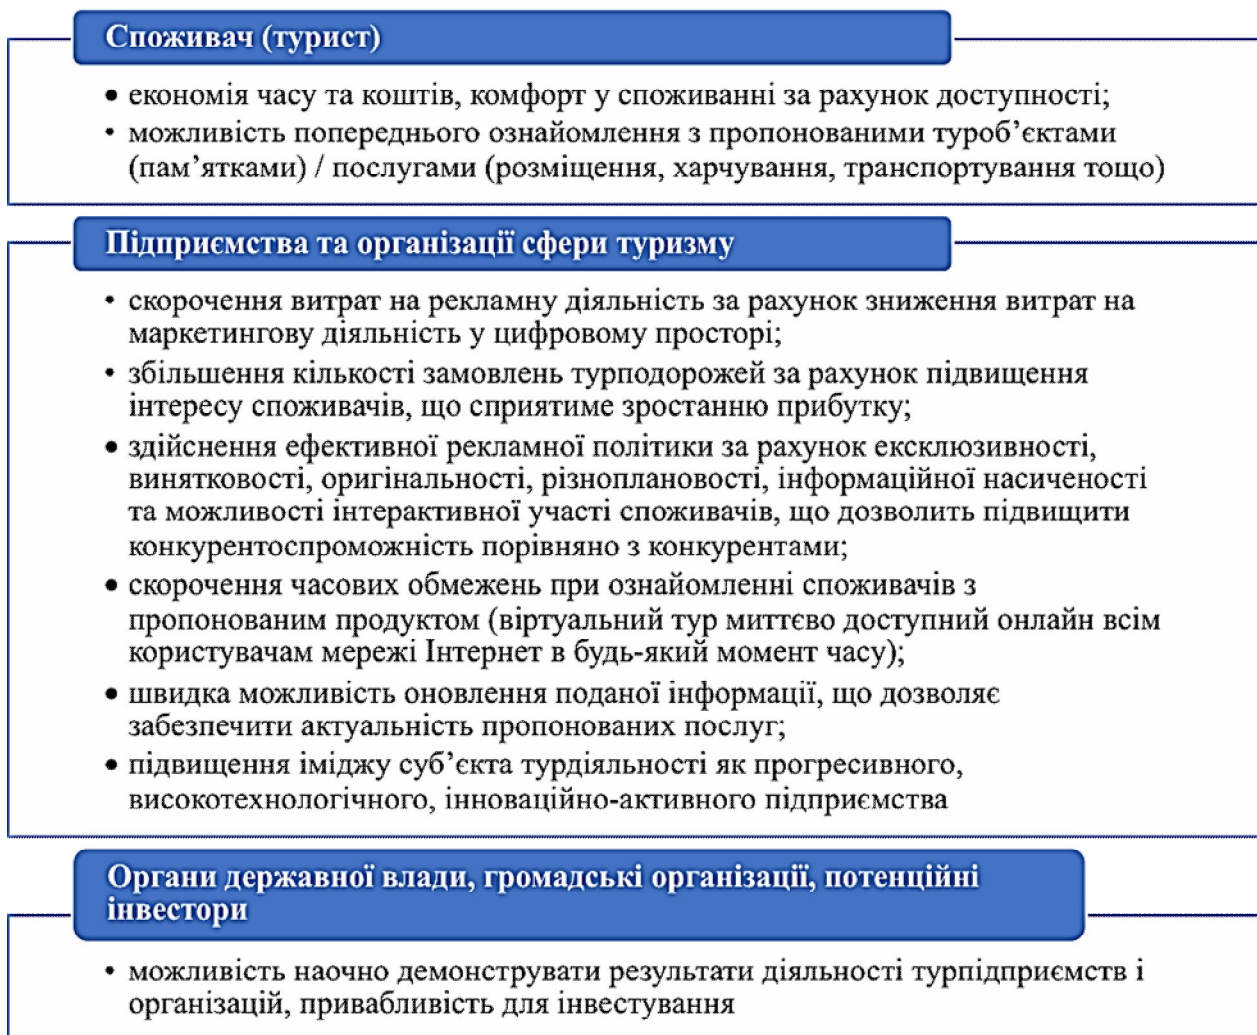 Споживач (турист)
• економія часу та коштів, комфорт у споживанні за рахунок доступності;
• можливість попереднього ознайомлення з пропонованими туроб’єктами
(пам’ятками) / послугами (розміщення, харчування, транспортування тощо)
Підприємства та організації сфери туризму
• скорочення витрат на рекламну діяльність за рахунок зниження витрат на
маркетингову діяльність у цифровому просторі;
• збільшення кількості замовлень турподорожей за рахунок підвищення
інтересу споживачів, що сприятиме зростанню прибутку;
• здійснення ефективної рекламної політики за рахунок ексклюзивності,
винятковості, оригінальності, різноплановості, інформаційної насиченості
та можливості інтерактивної участі споживачів, що дозволить підвищити
конкурентоспроможність порівняно з конкурентами;
• скорочення часових обмежень при ознайомленні споживачів з
пропонованим продуктом (віртуальний тур миттєво доступний онлайн всім
користувачам мережі Інтернет в будь-який момент часу);
• швидка можливість оновлення поданої інформації, що дозволяє
забезпечити актуальність пропонованих послуг;
• підвищення іміджу суб’єкта турдіяльності як прогресивного,
високотехнологічного, інноваційно-активного підприємства
Органи державної влади, громадські організації, потенційні
інвестори
• можливість наочно демонструвати результати діяльності турпідприємств і
організацій, привабливість для інвестування